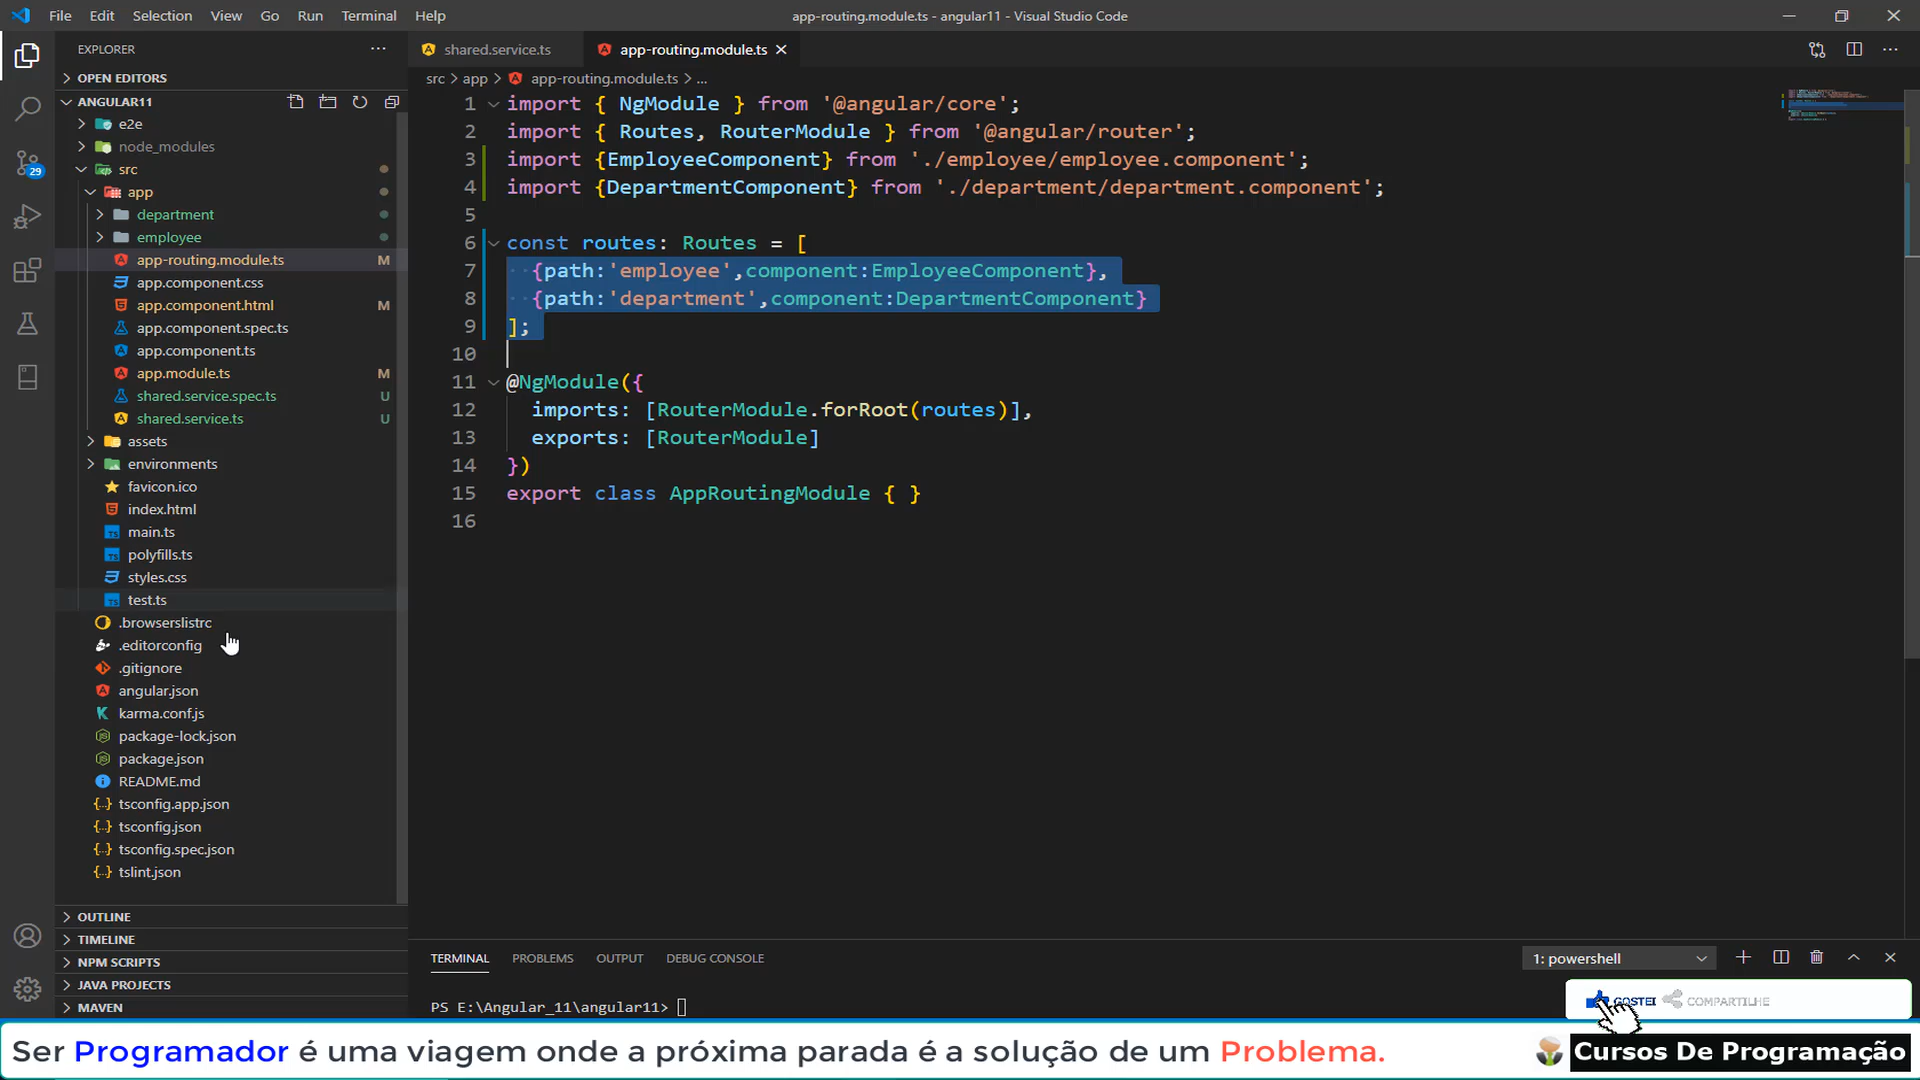 File Edit Selection View Go Run Terminal Help
app-routing.module.ts - angular11 - Visual Studio Code
EXPLORER
OPEN EDITORS
ANGULAR11
e2e
node_modules
src
app
department
employee
app-routing.module.ts M
app.component.css
app.component.html M
app.component.spec.ts
app.component.ts
app.module.ts M
shared.service.spec.ts U
shared.service.ts U
assets
environments
favicon.ico
index.html
main.ts
polyfills.ts
styles.css
test.ts
.browserslistrc
.editorconfig
.gitignore
angular.json
karma.conf.js
package-lock.json
package.json
README.md
tsconfig.app.json
tsconfig.json
tsconfig.spec.json
tslint.json
OUTLINE
TIMELINE
NPM SCRIPTS
JAVA PROJECTS
MAVEN
29
shared.service.ts
app-routing.module.ts
src > app > app-routing.module.ts > ...
1 import { NgModule } from '@angular/core';
2 import { Routes, RouterModule } from '@angular/router';
3 import {EmployeeComponent} from './employee/employee.component';
4 import {DepartmentComponent} from './department/department.component';
5
6 const routes: Routes = [
7 {path:'employee',component:EmployeeComponent},
8 {path:'department',component:DepartmentComponent}
9 ];
10
11 @NgModule({
12 imports: [RouterModule.forRoot(routes)],
13 exports: [RouterModule]
14 })
15 export class AppRoutingModule { }
16
TERMINAL PROBLEMS OUTPUT DEBUG CONSOLE
1: powershell
PS E:\Angular_11\angular11>
GOSTEI COMPARTILHE
Ser Programador é uma viagem onde a próxima parada é a solução de um Problema.
Cursos De Programação